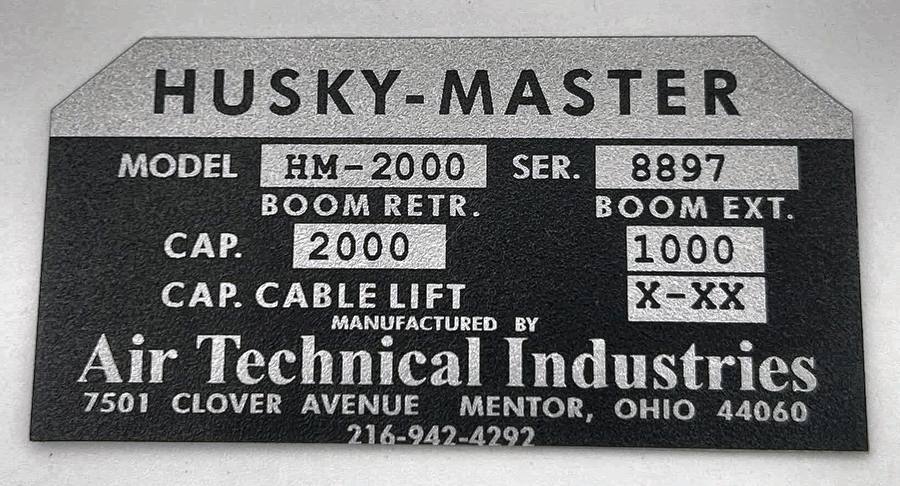 HUSKY-MASTER
MODEL HM-2000 SER. 8897
BOOM RETR. BOOM EXT.
CAP. 2000 1000
CAP. CABLE LIFT X-XX
MANUFACTURED BY
Air Technical Industries
7501 CLOVER AVENUE MENTOR, OHIO 44060
216-942-4292